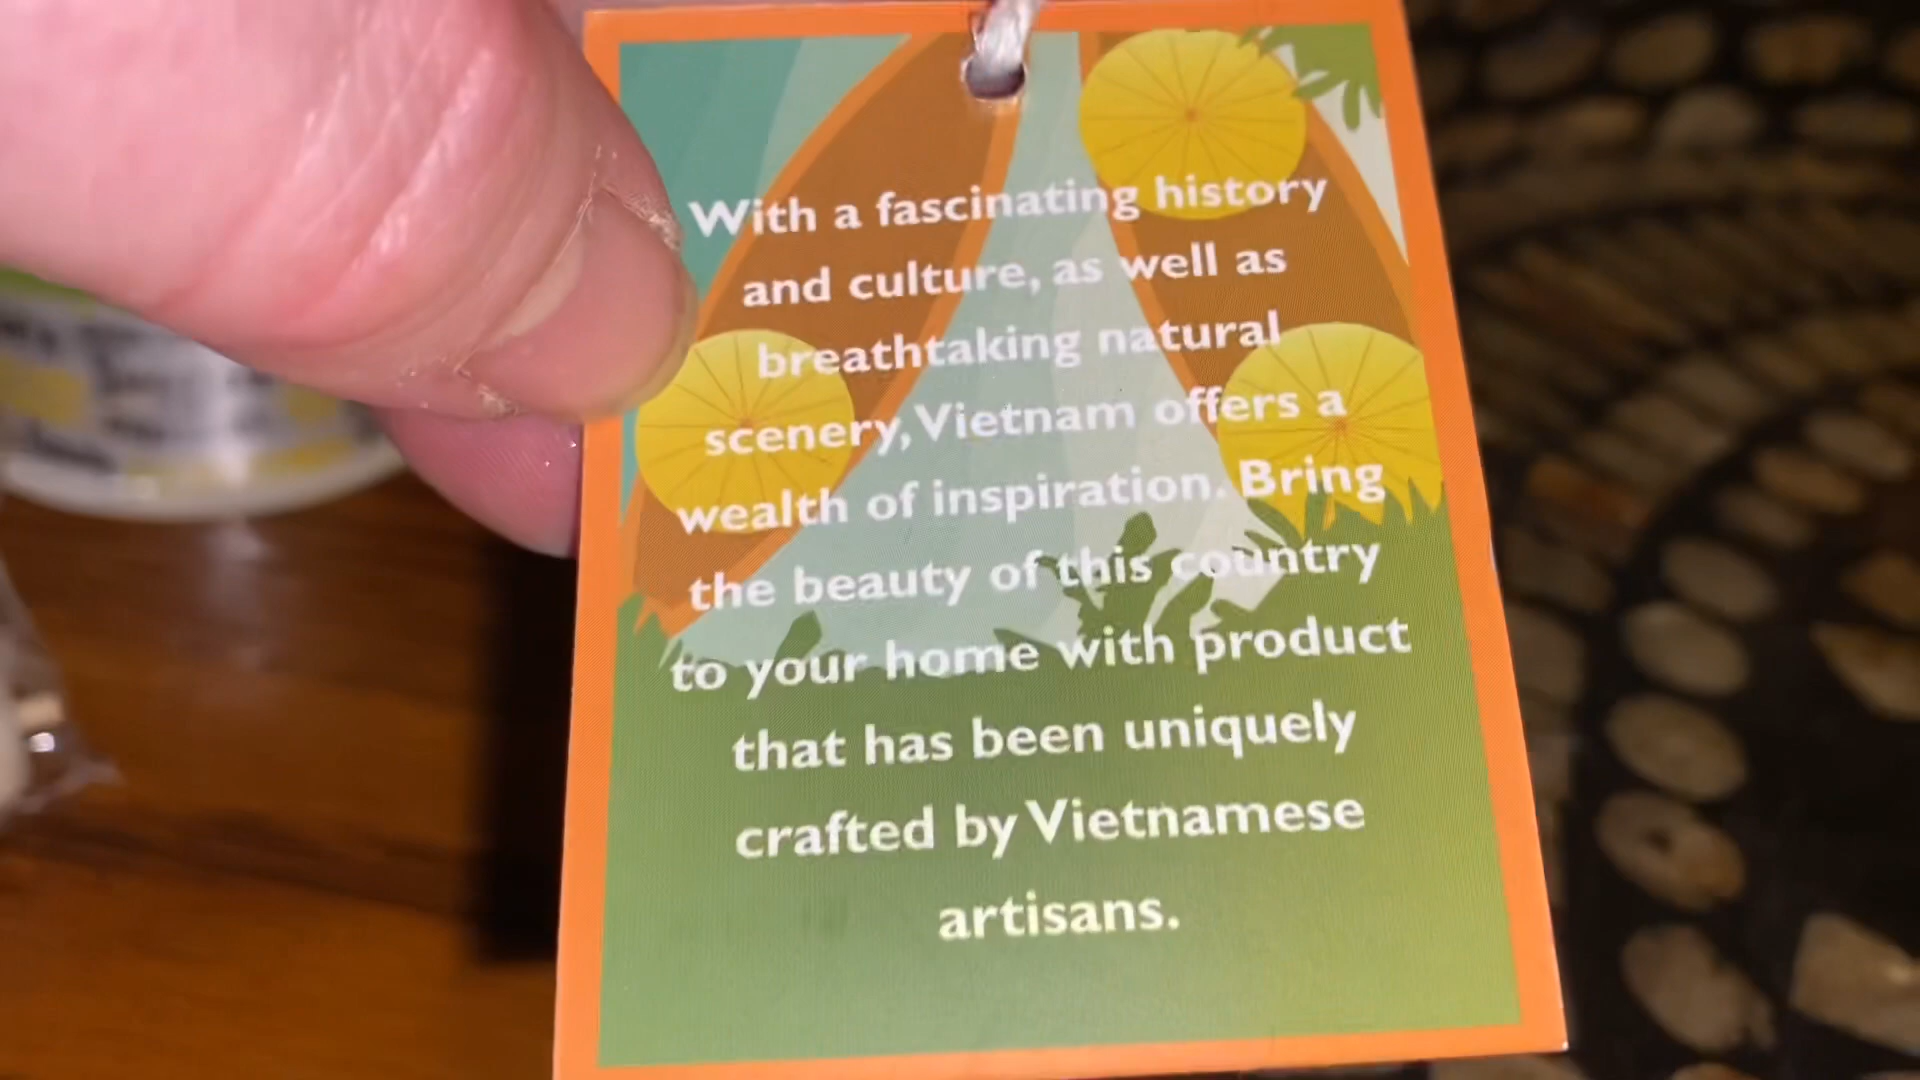 With a fascinating history
and culture, as well as
breathtaking natural
scenery, Vietnam offers a
wealth of inspiration. Bring
the beauty of this country
to your home with product
that has been uniquely
crafted by Vietnamese
artisans.